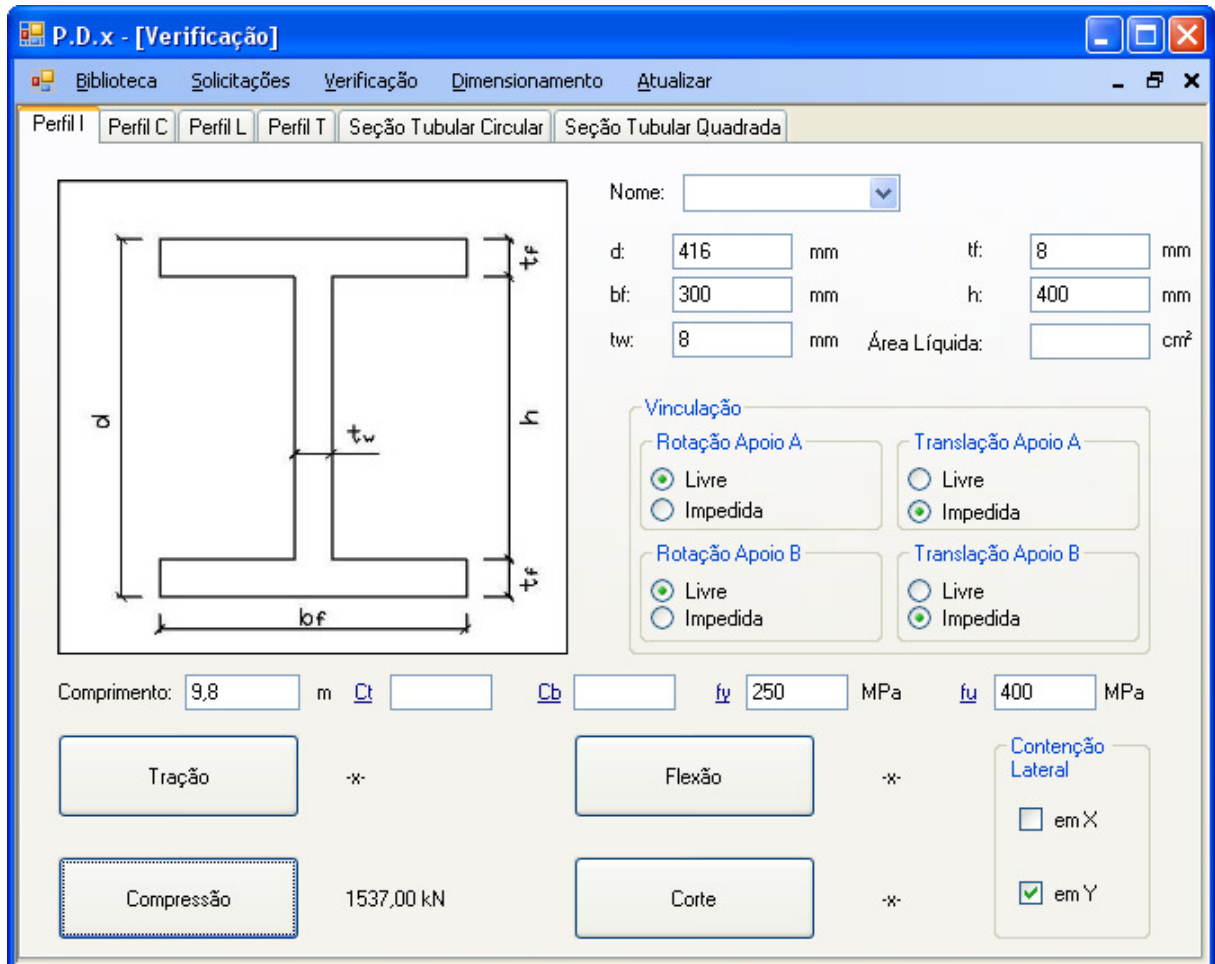 P.D.x - [Verificação]
Biblioteca Solicitações Verificação Dimensionamento Atualizar
Perfil I Perfil C Perfil L Perfil T Seção Tubular Circular Seção Tubular Quadrada
Nome:
d: 416 mm tf: 8 mm
bf: 300 mm h: 400 mm
tw: 8 mm Área Líquida: cm²
tf
d
tw
h
tf
bf
Vinculação
Rotação Apoio A Translação Apoio A
Livre Livre
Impedida Impedida
Rotação Apoio B Translação Apoio B
Livre Livre
Impedida Impedida
Comprimento: 9,8 m Ct Cb fy 250 MPa fu 400 MPa
Tração -x- Flexão -x-
Compressão 1537,00 kN Corte -x-
Contenção
Lateral
em X
em Y